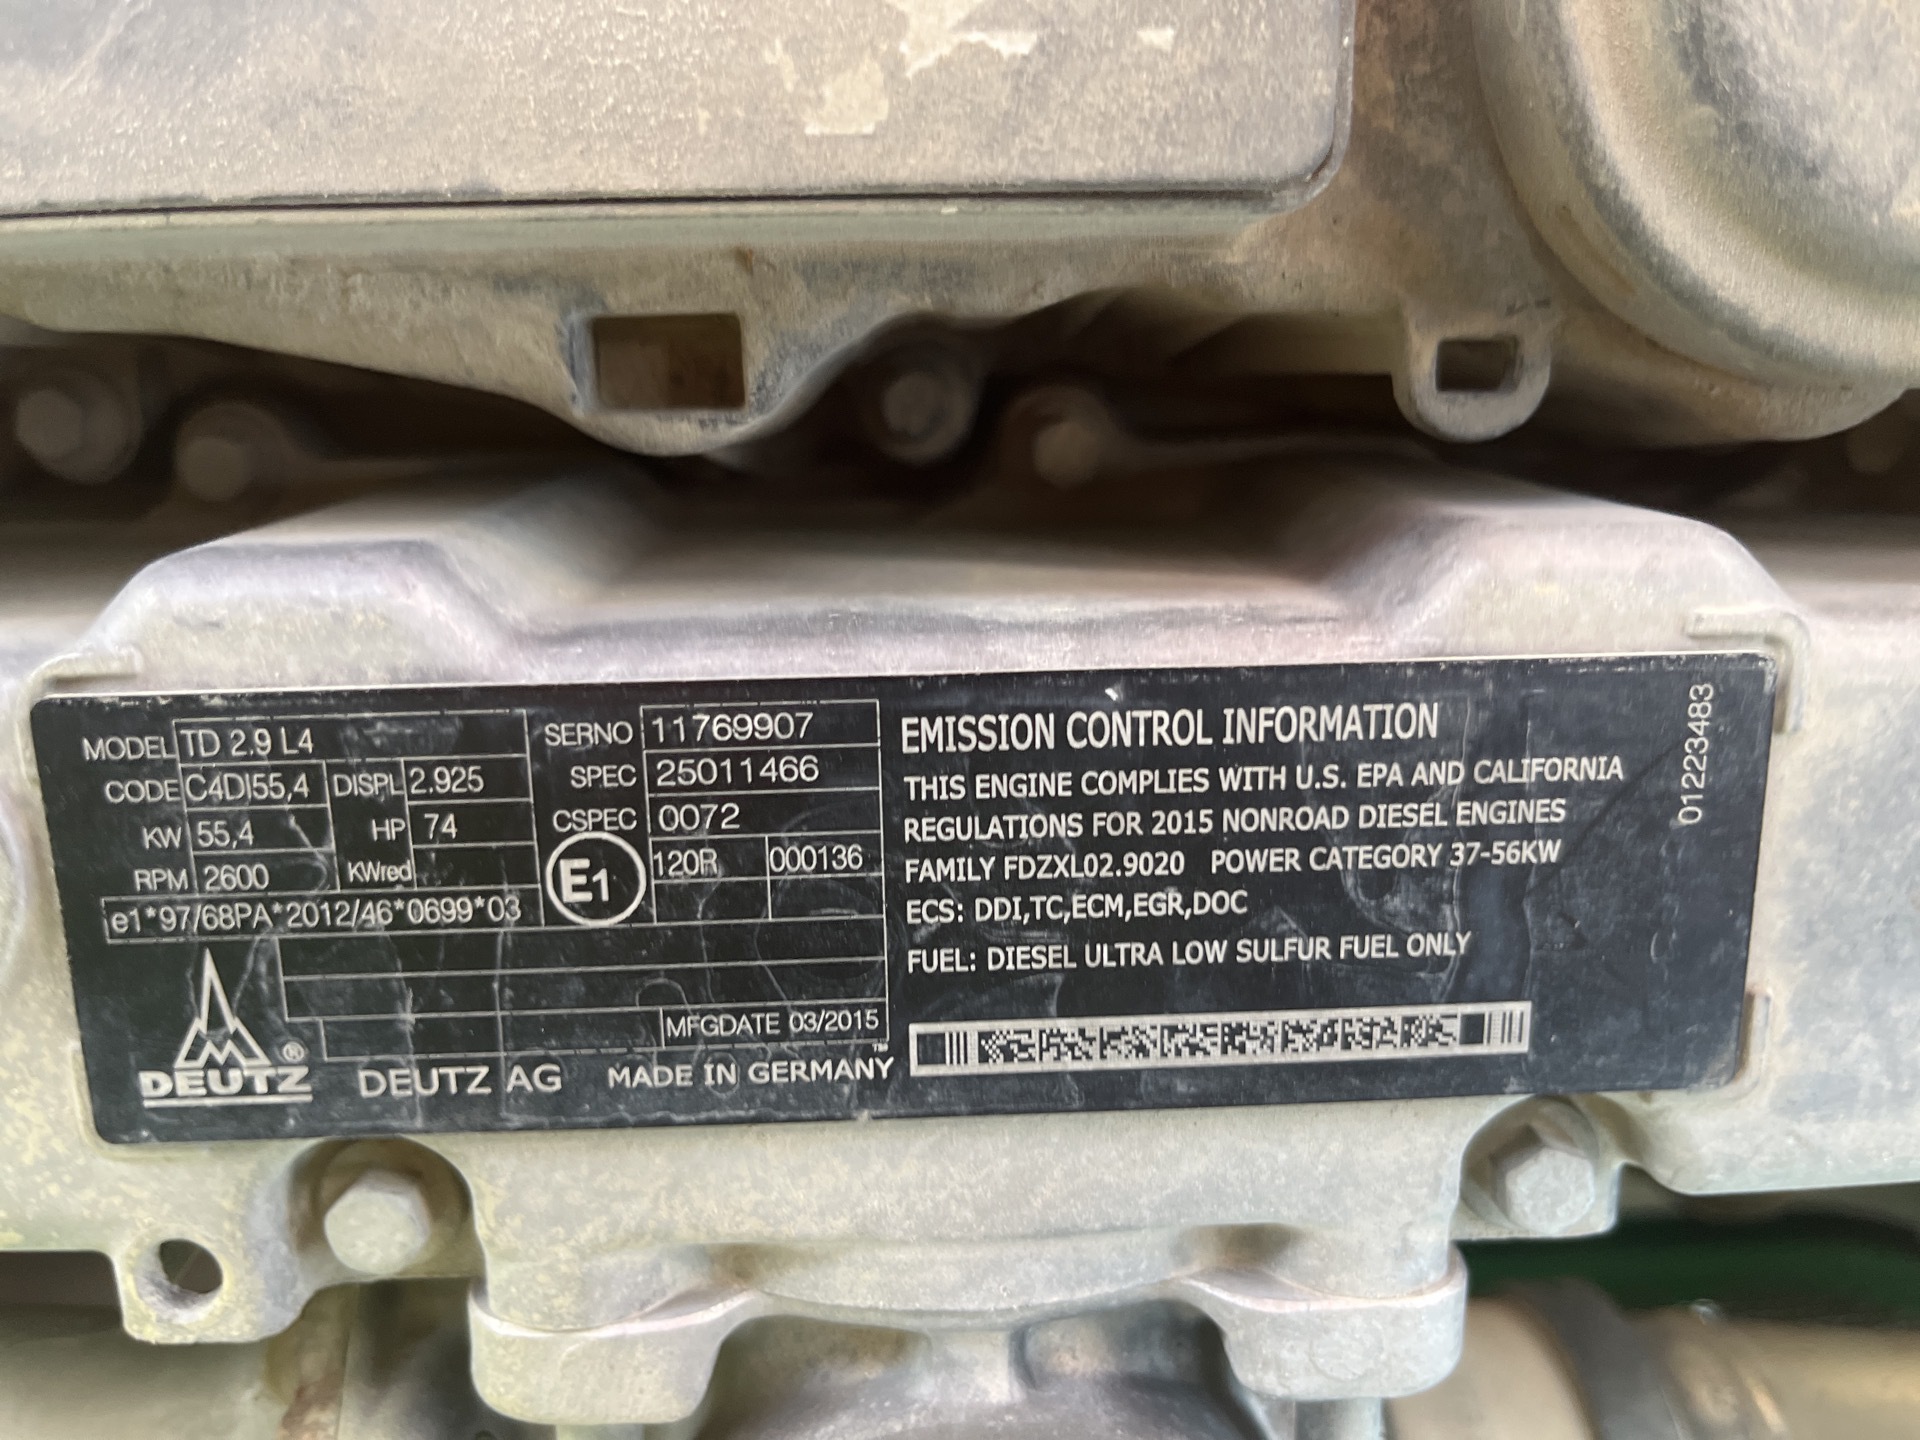 MODEL TD 2.9 L4
CODE C4DI55,4 DISPL 2.925
KW 55,4 HP 74
RPM 2600 KWred
e1*97/68PA*2012/46*0699*03
SERNO 11769907
SPEC 25011466
CSPEC 0072
E1 120R 000136
MFGDATE 03/2015
DEUTZ ® DEUTZ AG MADE IN GERMANY
EMISSION CONTROL INFORMATION
THIS ENGINE COMPLIES WITH U.S. EPA AND CALIFORNIA
REGULATIONS FOR 2015 NONROAD DIESEL ENGINES
FAMILY FDZXL02.9020 POWER CATEGORY 37-56KW
ECS: DDI,TC,ECM,EGR,DOC
FUEL: DIESEL ULTRA LOW SULFUR FUEL ONLY
01223483